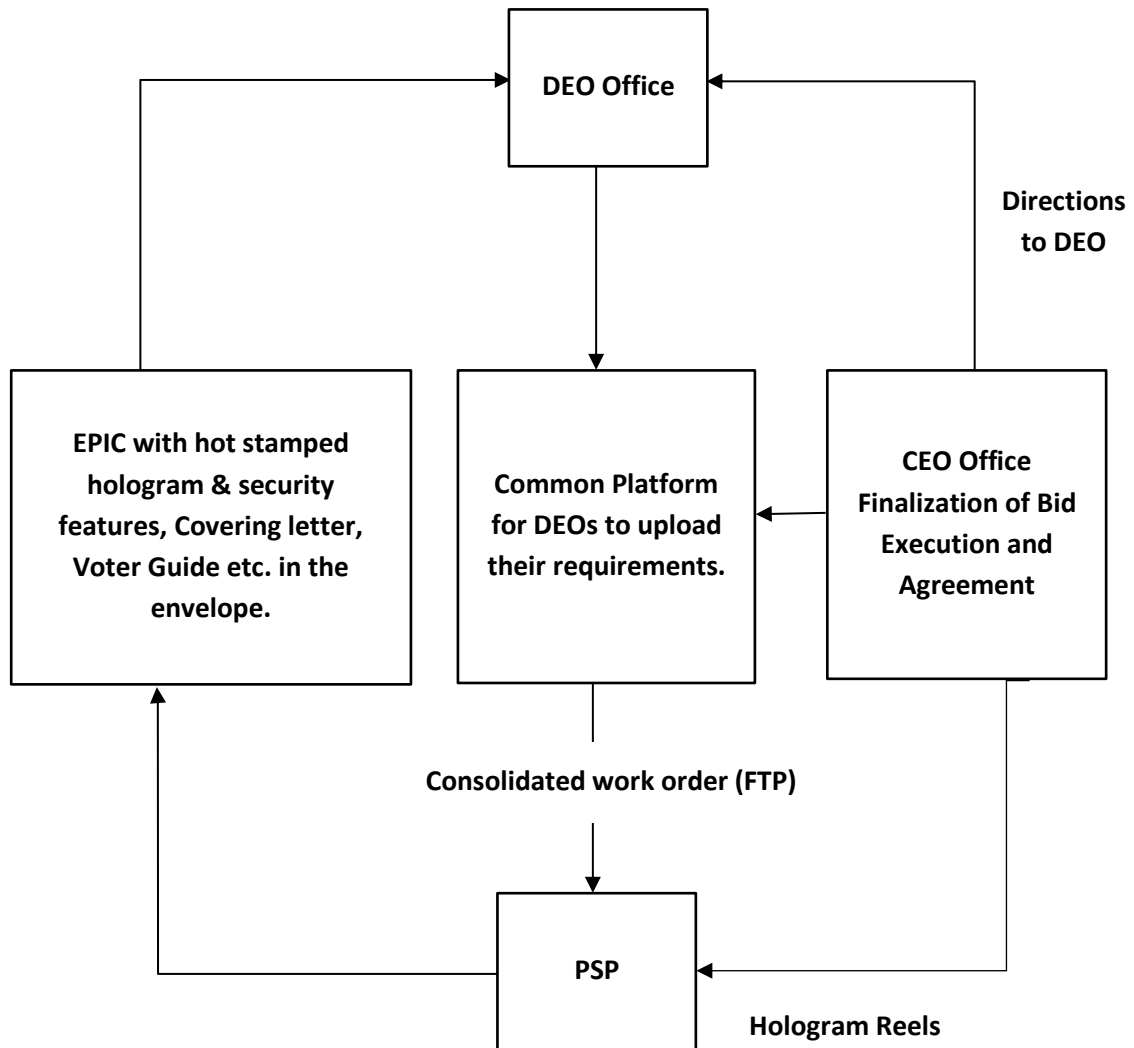 DEO Office
Directions
to DEO
EPIC with hot stamped
hologram & security
features, Covering letter,
Voter Guide etc. in the
envelope.
Common Platform
for DEOs to upload
their requirements.
CEO Office
Finalization of Bid
Execution and
Agreement
Consolidated work order (FTP)
PSP
Hologram Reels